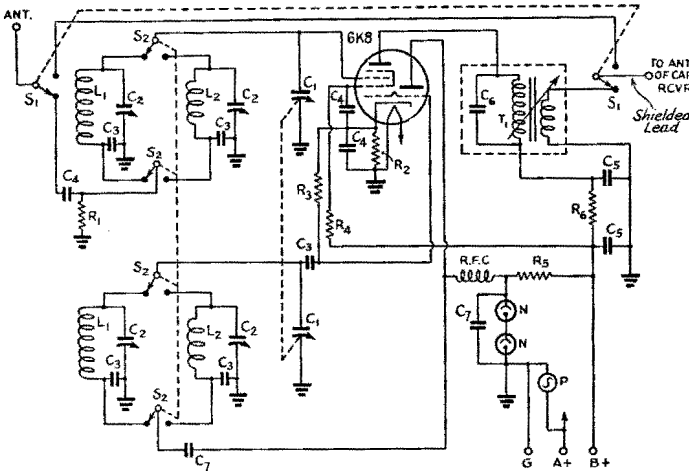 ANT.
S2
6K8
TO ANT.
OF CAR
RCVR
S1
L1
C2
L2
C2
C1
C4
C6
T1
S1
Shielded
Lead
C3
C3
C4
R2
C4
S2
R1
R3
R4
C5
R6
C5
C3
S2
R.F.C
R5
L1
C2
L2
C2
C1
C7
N
N
C3
C3
P
S2
C7
G
A+
B+